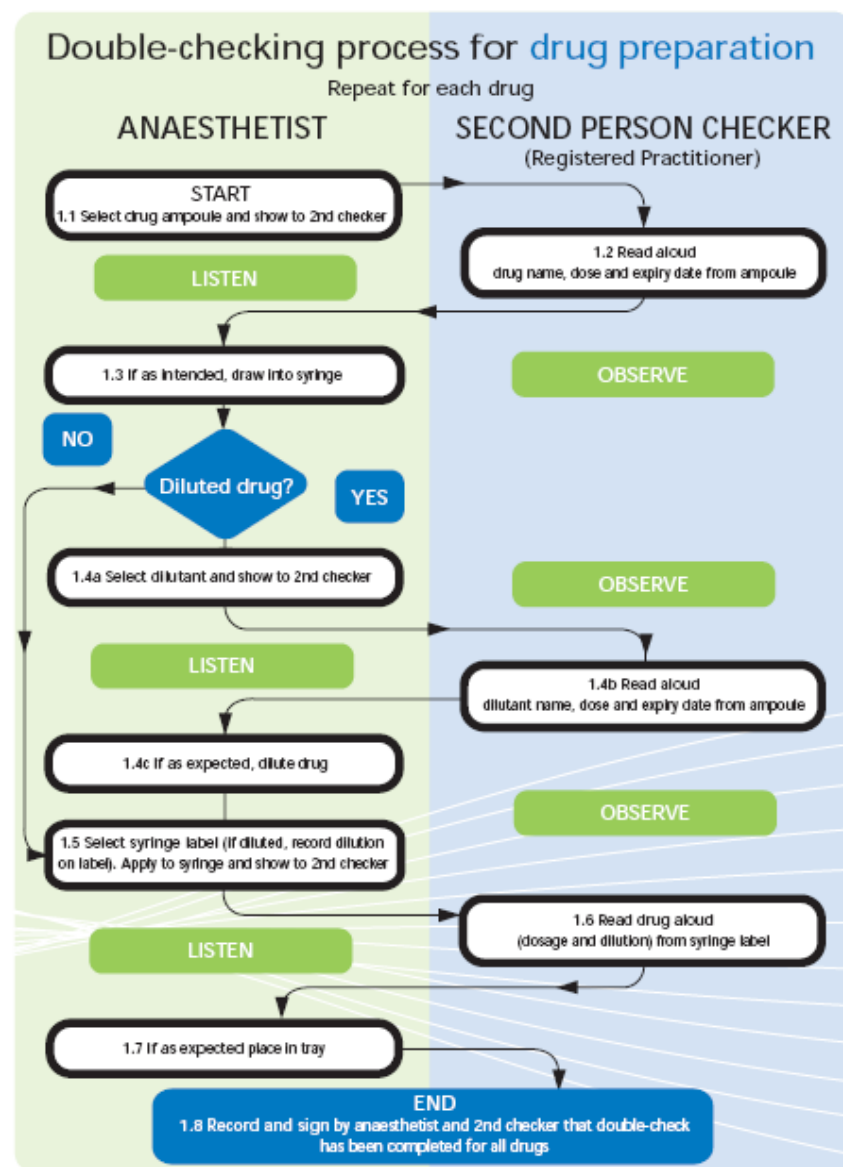 Double-checking process for drug preparation
Repeat for each drug
ANAESTHETIST
SECOND PERSON CHECKER
(Registered Practitioner)
START
1.1 Select drug ampoule and show to 2nd checker
1.2 Read aloud
drug name, dose and expiry date from ampoule
LISTEN
1.3 If as intended, draw into syringe
OBSERVE
NO
Diluted drug?
YES
1.4a Select dilutant and show to 2nd checker
OBSERVE
LISTEN
1.4b Read aloud
dilutant name, dose and expiry date from ampoule
1.4c If as expected, dilute drug
OBSERVE
1.5 Select syringe label (if diluted, record dilution
on label). Apply to syringe and show to 2nd checker
1.6 Read drug aloud
(dosage and dilution) from syringe label
LISTEN
1.7 If as expected place in tray
END
1.8 Record and sign by anaesthetist and 2nd checker that double-check
has been completed for all drugs